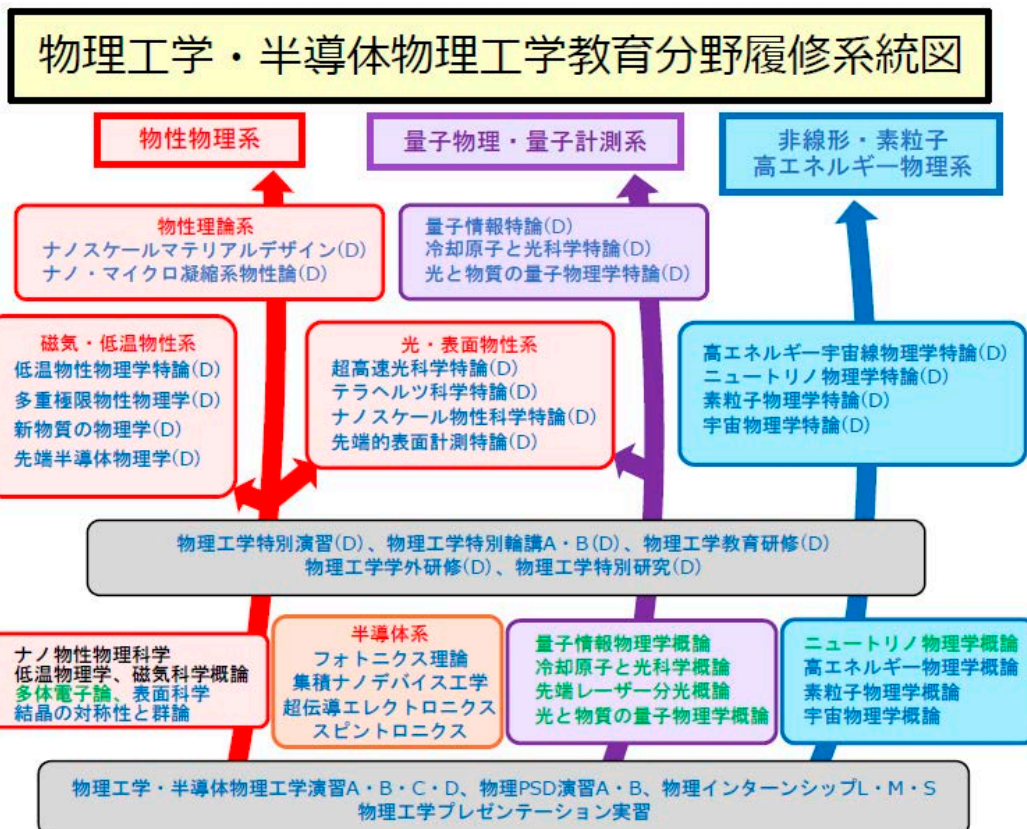 物理工学・半導体物理工学教育分野履修系統図
物性物理系
量子物理・量子計測系
非線形・素粒子
高エネルギー物理系
物性理論系
ナノスケールマテリアルデザイン(D)
ナノ・マイクロ凝縮系物性論(D)
量子情報特論(D)
冷却原子と光科学特論(D)
光と物質の量子物理学特論(D)
磁気・低温物性系
低温物性物理学特論(D)
多重極限物性物理学(D)
新物質の物理学(D)
先端半導体物理学(D)
光・表面物性系
超高速光科学特論(D)
テラヘルツ科学特論(D)
ナノスケール物性科学特論(D)
先端的表面計測特論(D)
高エネルギー宇宙線物理学特論(D)
ニュートリノ物理学特論(D)
素粒子物理学特論(D)
宇宙物理学特論(D)
物理工学特別演習(D)、物理工学特別輪講A・B(D)、物理工学教育研修(D)
物理工学学外研修(D)、物理工学特別研究(D)
ナノ物性物理科学
低温物理学、磁気科学概論
多体電子論、表面科学
結晶の対称性と群論
半導体系
フォトニクス理論
集積ナノデバイス工学
超伝導エレクトロニクス
スピントロニクス
量子情報物理学概論
冷却原子と光科学概論
先端レーザー分光概論
光と物質の量子物理学概論
ニュートリノ物理学概論
高エネルギー物理学概論
素粒子物理学概論
宇宙物理学概論
物理工学・半導体物理工学演習A・B・C・D、物理PSD演習A・B、物理インターンシップL・M・S
物理工学プレゼンテーション実習